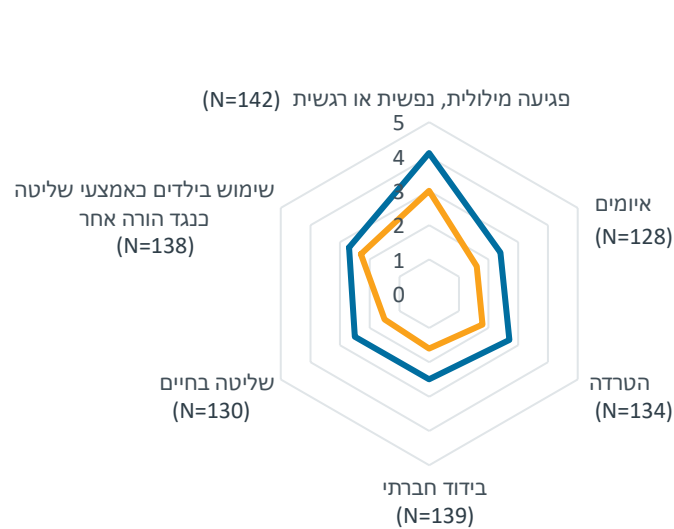 פגיעה מילולית, נפשית או רגשית (N=142)
5
4
3
2
1
0
איומים
(N=128)
הטרדה
(N=134)
בידוד חברתי
(N=139)
שליטה בחיים
(N=130)
שימוש בילדים כאמצעי שליטה
כנגד הורה אחר
(N=138)